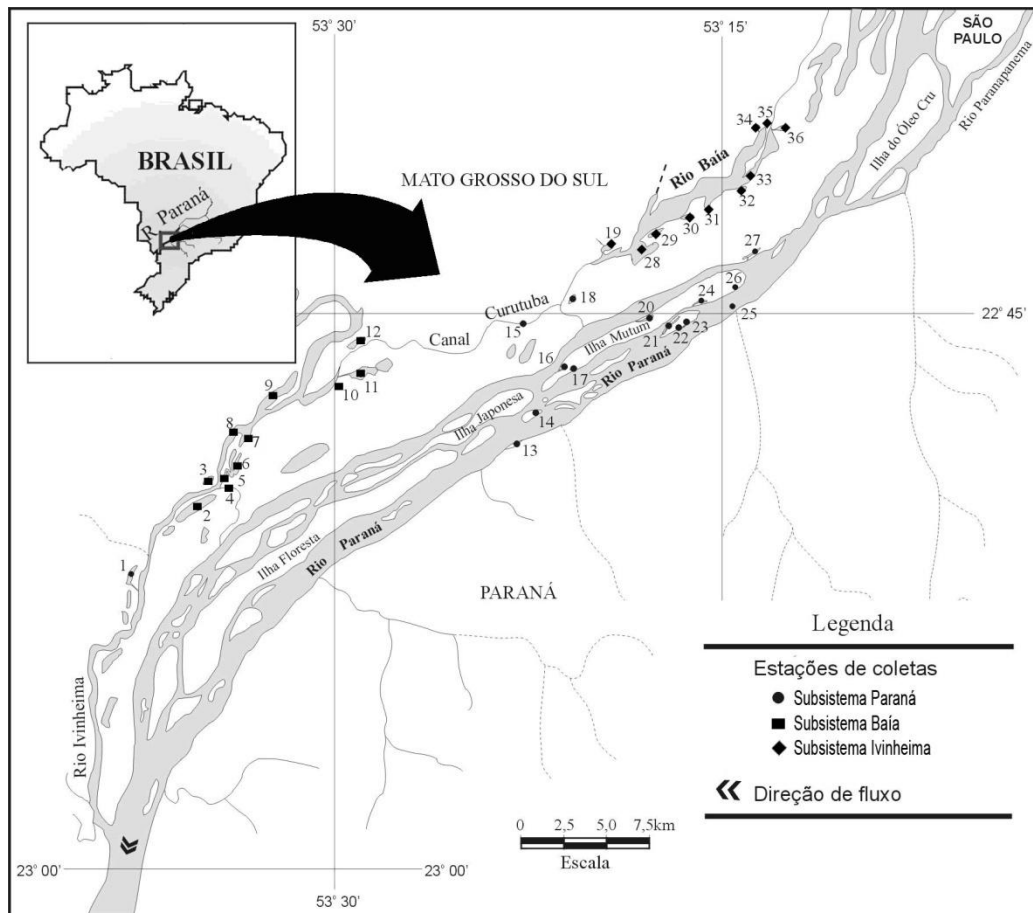 53° 30'
53° 15'
SÃO
PAULO
BRASIL
R. Paraná
MATO GROSSO DO SUL
Rio Baía
Ilha do Óleo Cru
Rio Paranapanema
34
35
36
33
32
31
30
29
28
19
27
26
25
24
23
22
21
20
18
22° 45'
Canal
Curutuba
15
Ilha Mutum
Rio Paraná
16
17
12
11
10
9
Ilha Japonesa
14
13
8
7
6
5
4
3
2
1
Ilha Floresta
Rio Paraná
PARANÁ
Rio Ivinheima
Legenda
Estações de coletas
Subsistema Paraná
Subsistema Baía
Subsistema Ivinheima
Direção de fluxo
0 2,5 5,0 7,5km
Escala
23° 00'
23° 00'
53° 30'